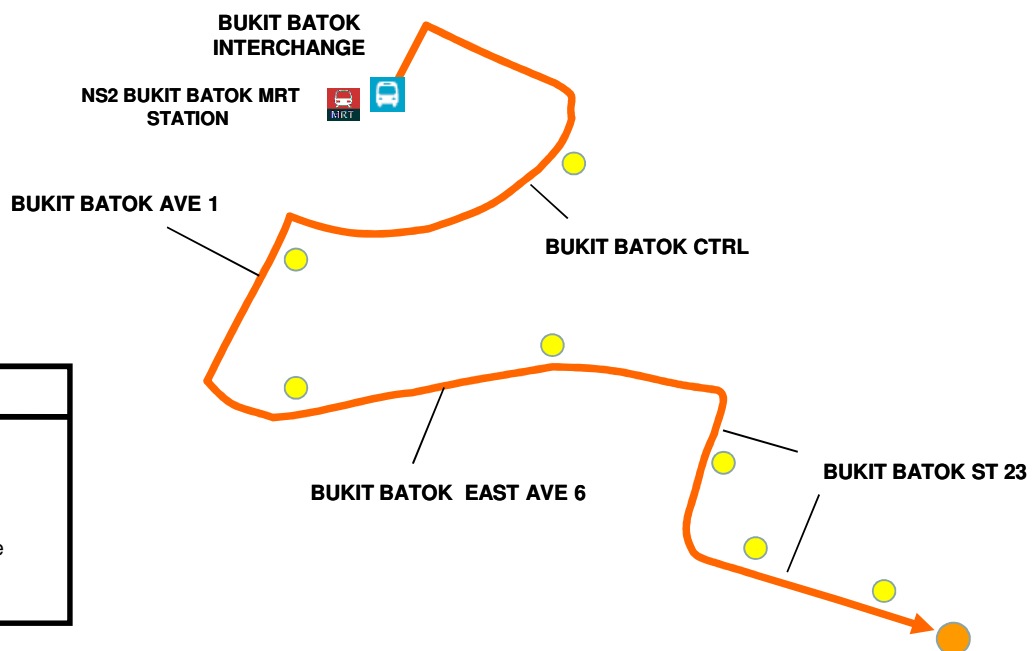 BUKIT BATOK
INTERCHANGE
NS2 BUKIT BATOK MRT
STATION
MRT
BUKIT BATOK AVE 1
BUKIT BATOK CTRL
BUKIT BATOK ST 23
BUKIT BATOK EAST AVE 6
e